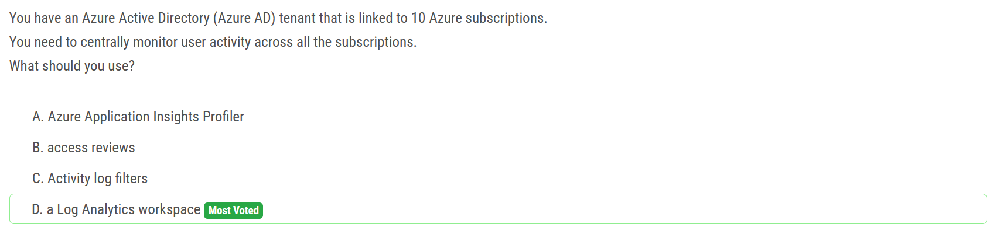 You have an Azure Active Directory (Azure AD) tenant that is linked to 10 Azure subscriptions.
You need to centrally monitor user activity across all the subscriptions.
What should you use?
A. Azure Application Insights Profiler
B. access reviews
C. Activity log filters
D. a Log Analytics workspace Most Voted